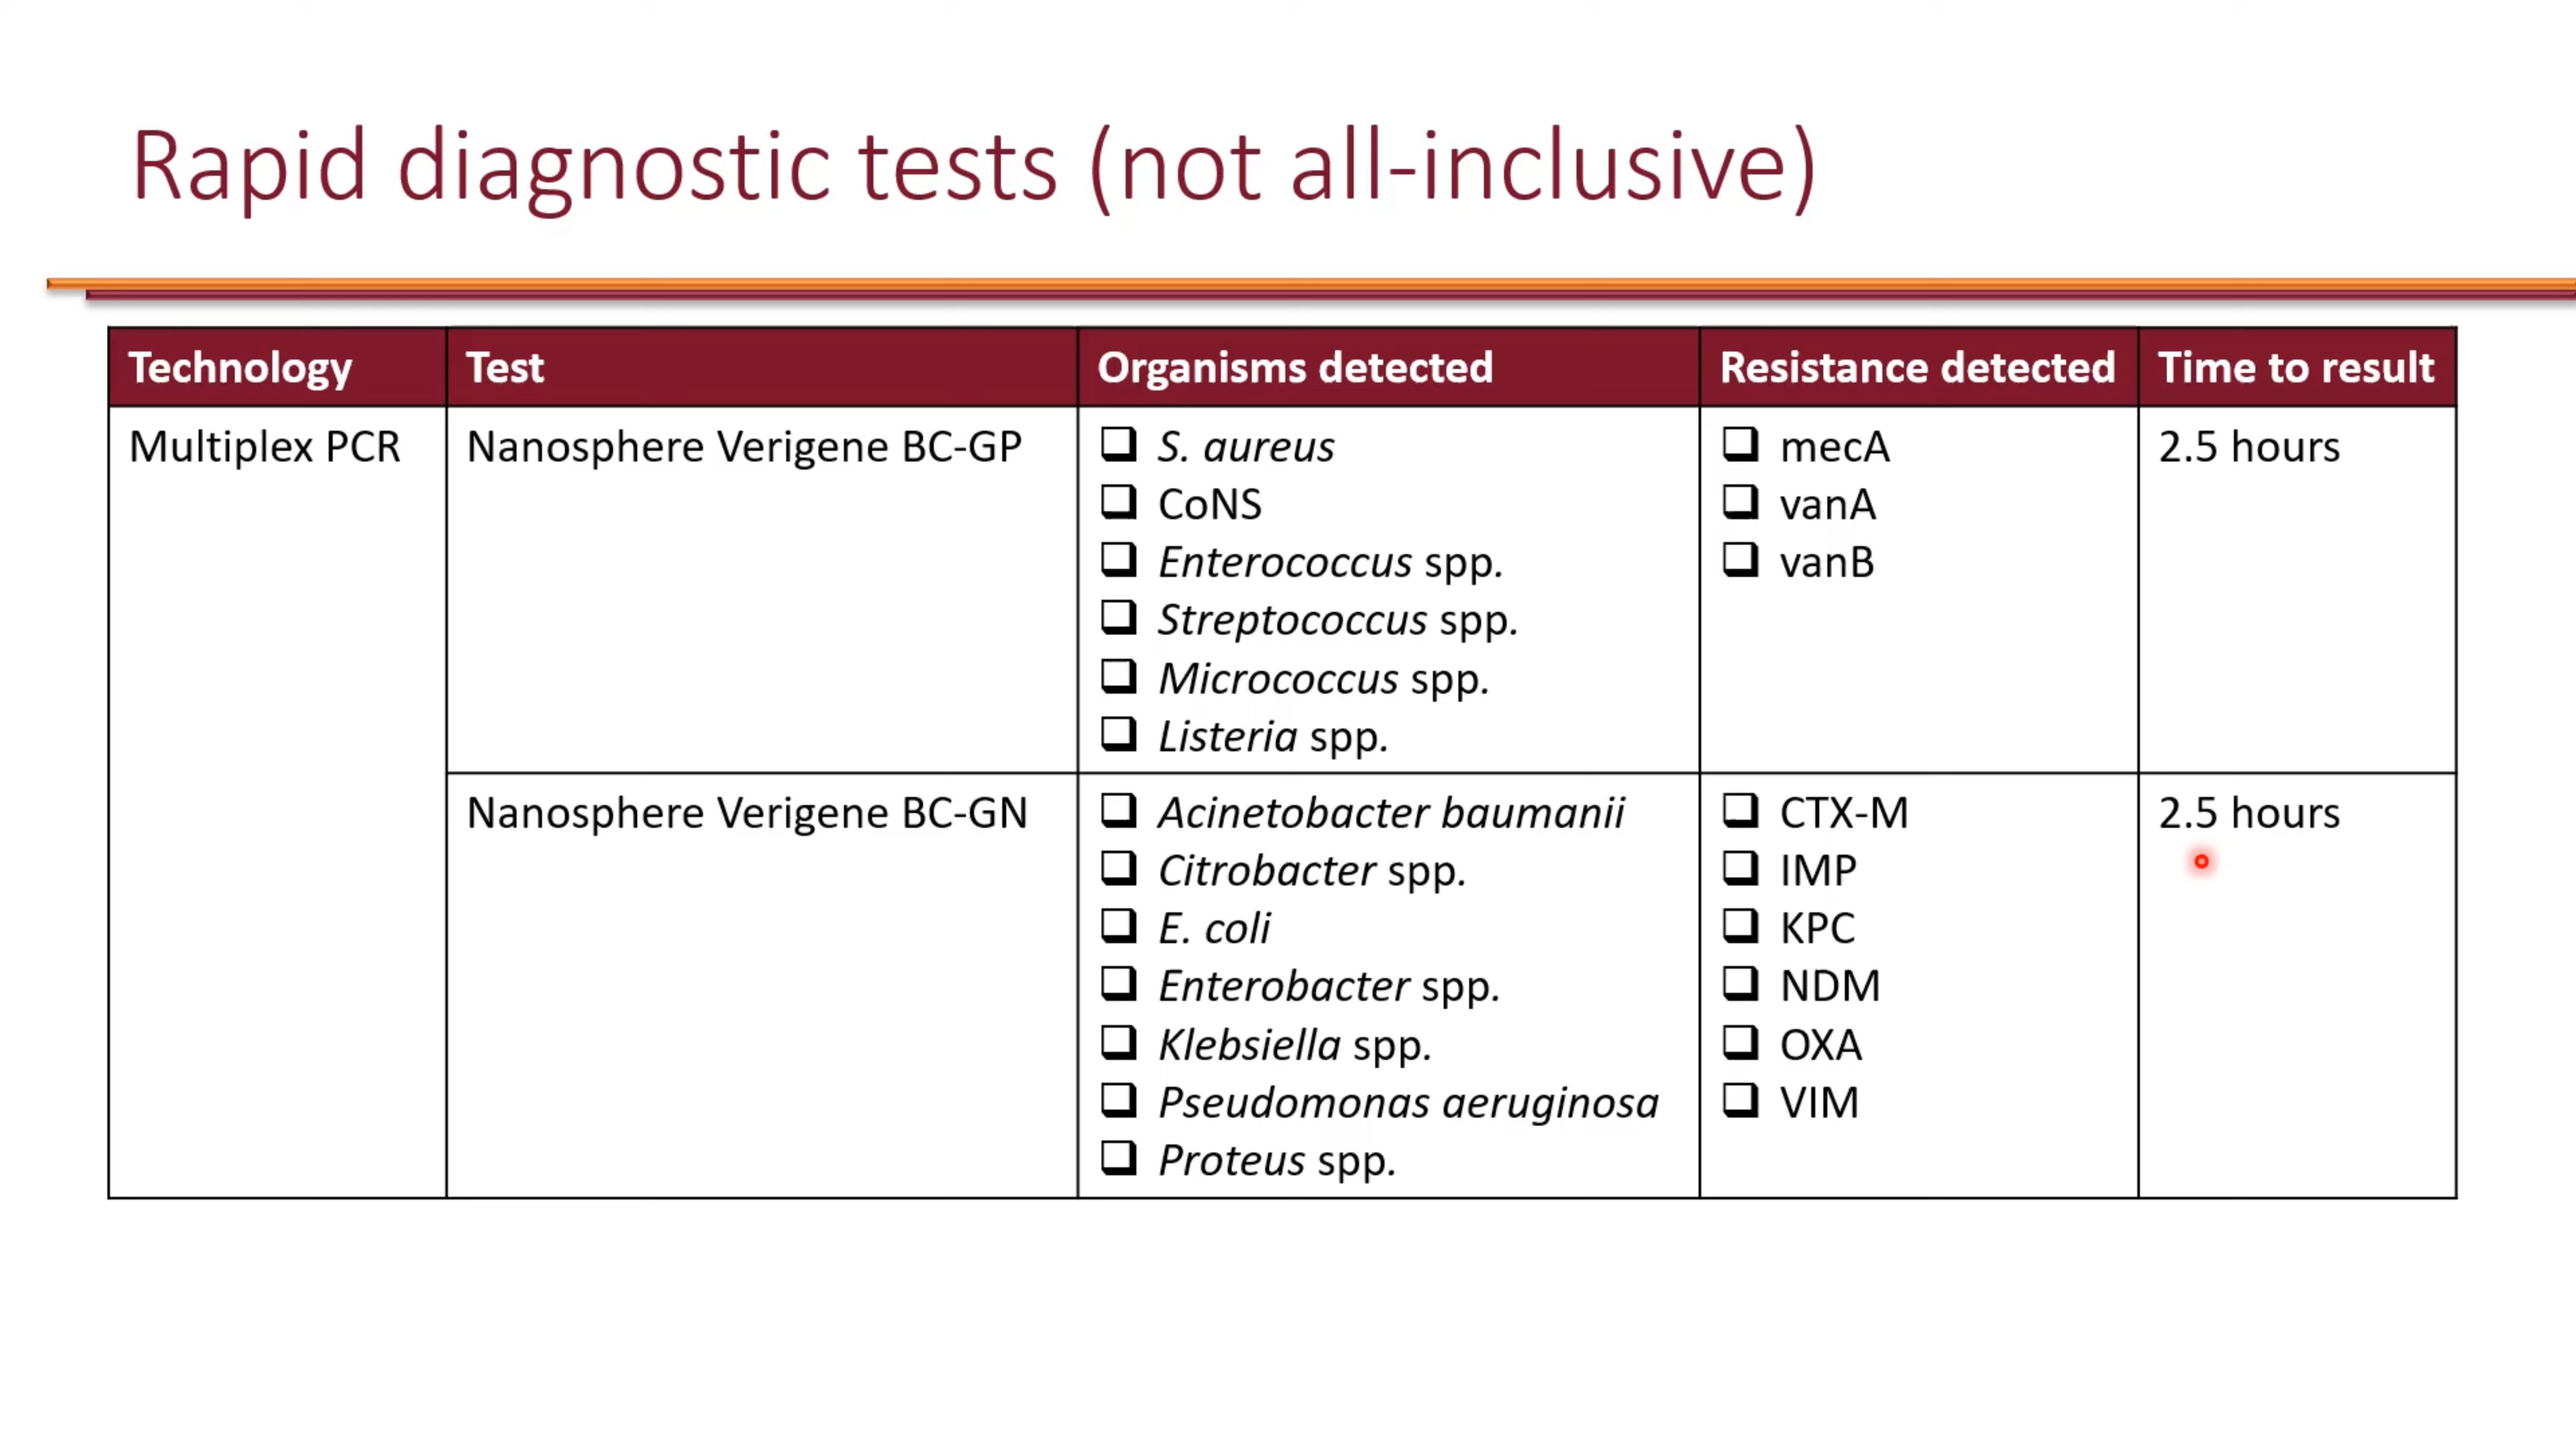 Rapid diagnostic tests (not all-inclusive)
Technology
Test
Organisms detected
Resistance detected
Time to result
Multiplex PCR
Nanosphere Verigene BC-GP
S. aureus
CoNS
Enterococcus spp.
Streptococcus spp.
Micrococcus spp.
Listeria spp.
mecA
vanA
vanB
2.5 hours
Nanosphere Verigene BC-GN
Acinetobacter baumanii
Citrobacter spp.
E. coli
Enterobacter spp.
Klebsiella spp.
Pseudomonas aeruginosa
Proteus spp.
CTX-M
IMP
KPC
NDM
OXA
VIM
2.5 hours